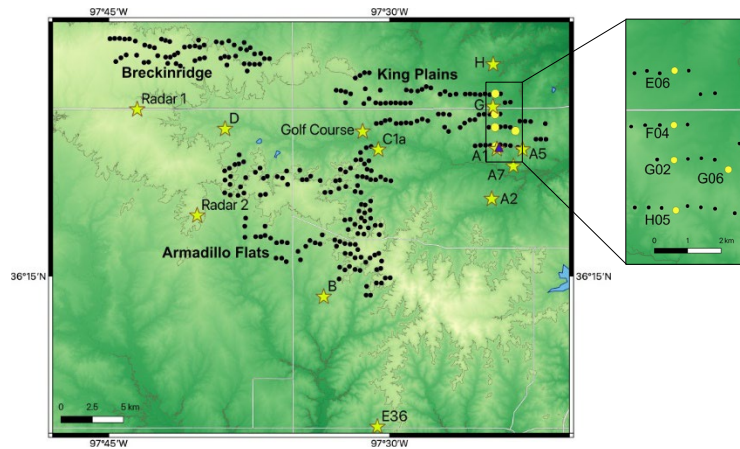 97°45'W
97°30'W
Breckinridge
King Plains
H
Radar 1
G
D
Golf Course
C1a
A1
A5
A7
A2
Radar 2
Armadillo Flats
36°15'N
36°15'N
B
E36
0 2.5 5 km
97°45'W
97°30'W
E06
F04
G02
G06
H05
0 1 2 km